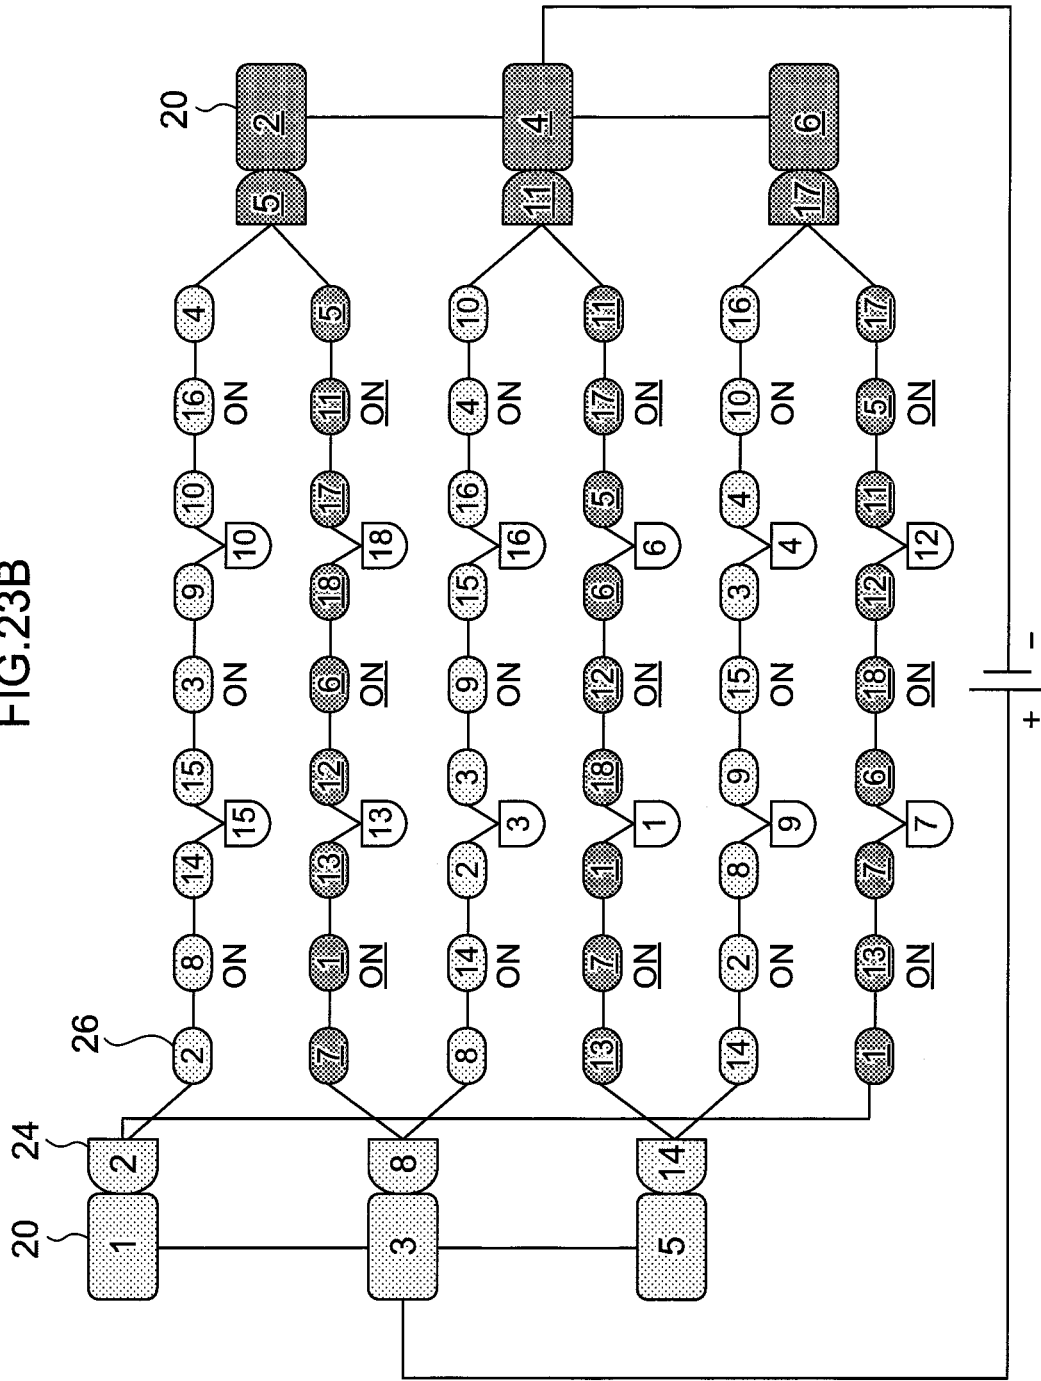 FIG.23B
20 24
26
1 2
20
2 8 14 15 3 9 10 16 4
ON 15 ON 10 ON
5 2
7 1 13 12 6 18 17 11 5
ON 13 ON 18 ON
3 8
8 14 2 3 9 15 16 4 10
ON 3 ON 16 ON
11 4
13 7 1 18 12 6 5 17 11
ON 1 ON 6 ON
5 14
14 2 8 9 15 3 4 10 16
ON 9 ON 4 ON
17 6
1 13 7 6 18 12 11 5 17
ON 7 ON 12 ON
+ −